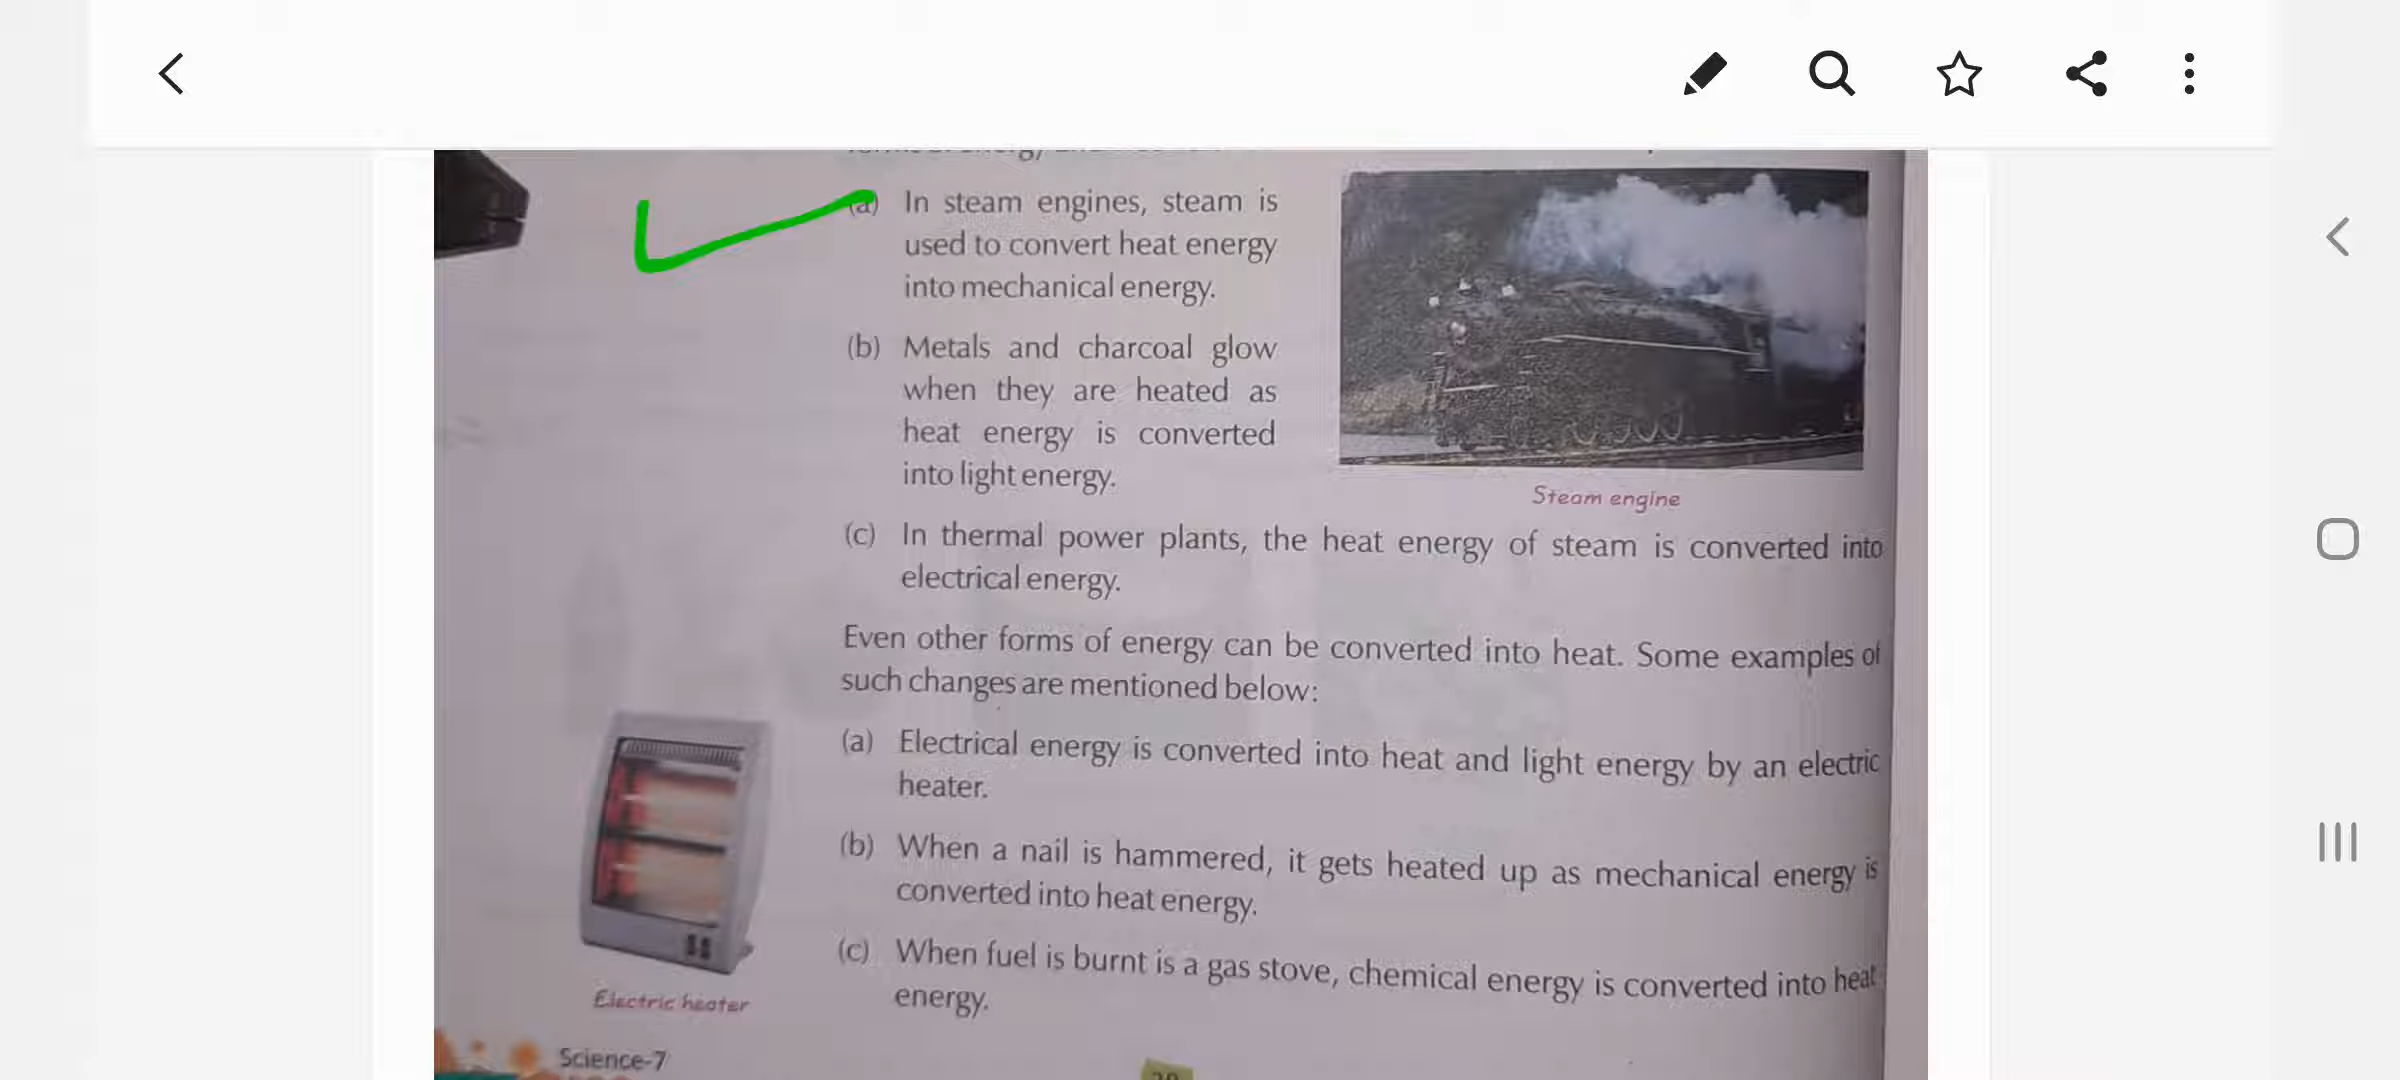 (a) In steam engines, steam is
used to convert heat energy
into mechanical energy.
(b) Metals and charcoal glow
when they are heated as
heat energy is converted
into light energy.
Steam engine
(c) In thermal power plants, the heat energy of steam is converted into
electrical energy.
Even other forms of energy can be converted into heat. Some examples of
such changes are mentioned below:
(a) Electrical energy is converted into heat and light energy by an electric
heater.
(b) When a nail is hammered, it gets heated up as mechanical energy is
converted into heat energy.
(c) When fuel is burnt is a gas stove, chemical energy is converted into heat
energy.
Electric heater
Science-7